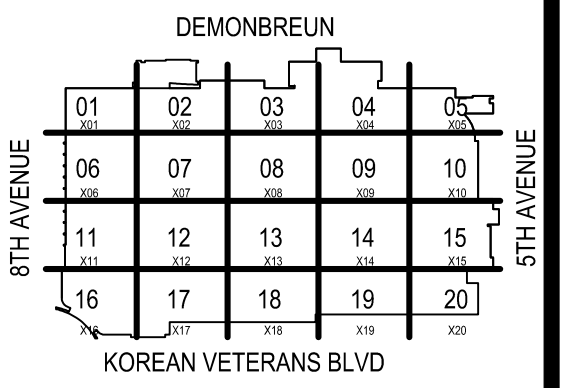 DEMONBREUN
01 02 03 04 05
X01 X02 X03 X04 X05
06 07 08 09 10
X06 X07 X08 X09 X10
8TH AVENUE
5TH AVENUE
11 12 13 14 15
X11 X12 X13 X14 X15
16 17 18 19 20
X16 X17 X18 X19 X20
KOREAN VETERANS BLVD